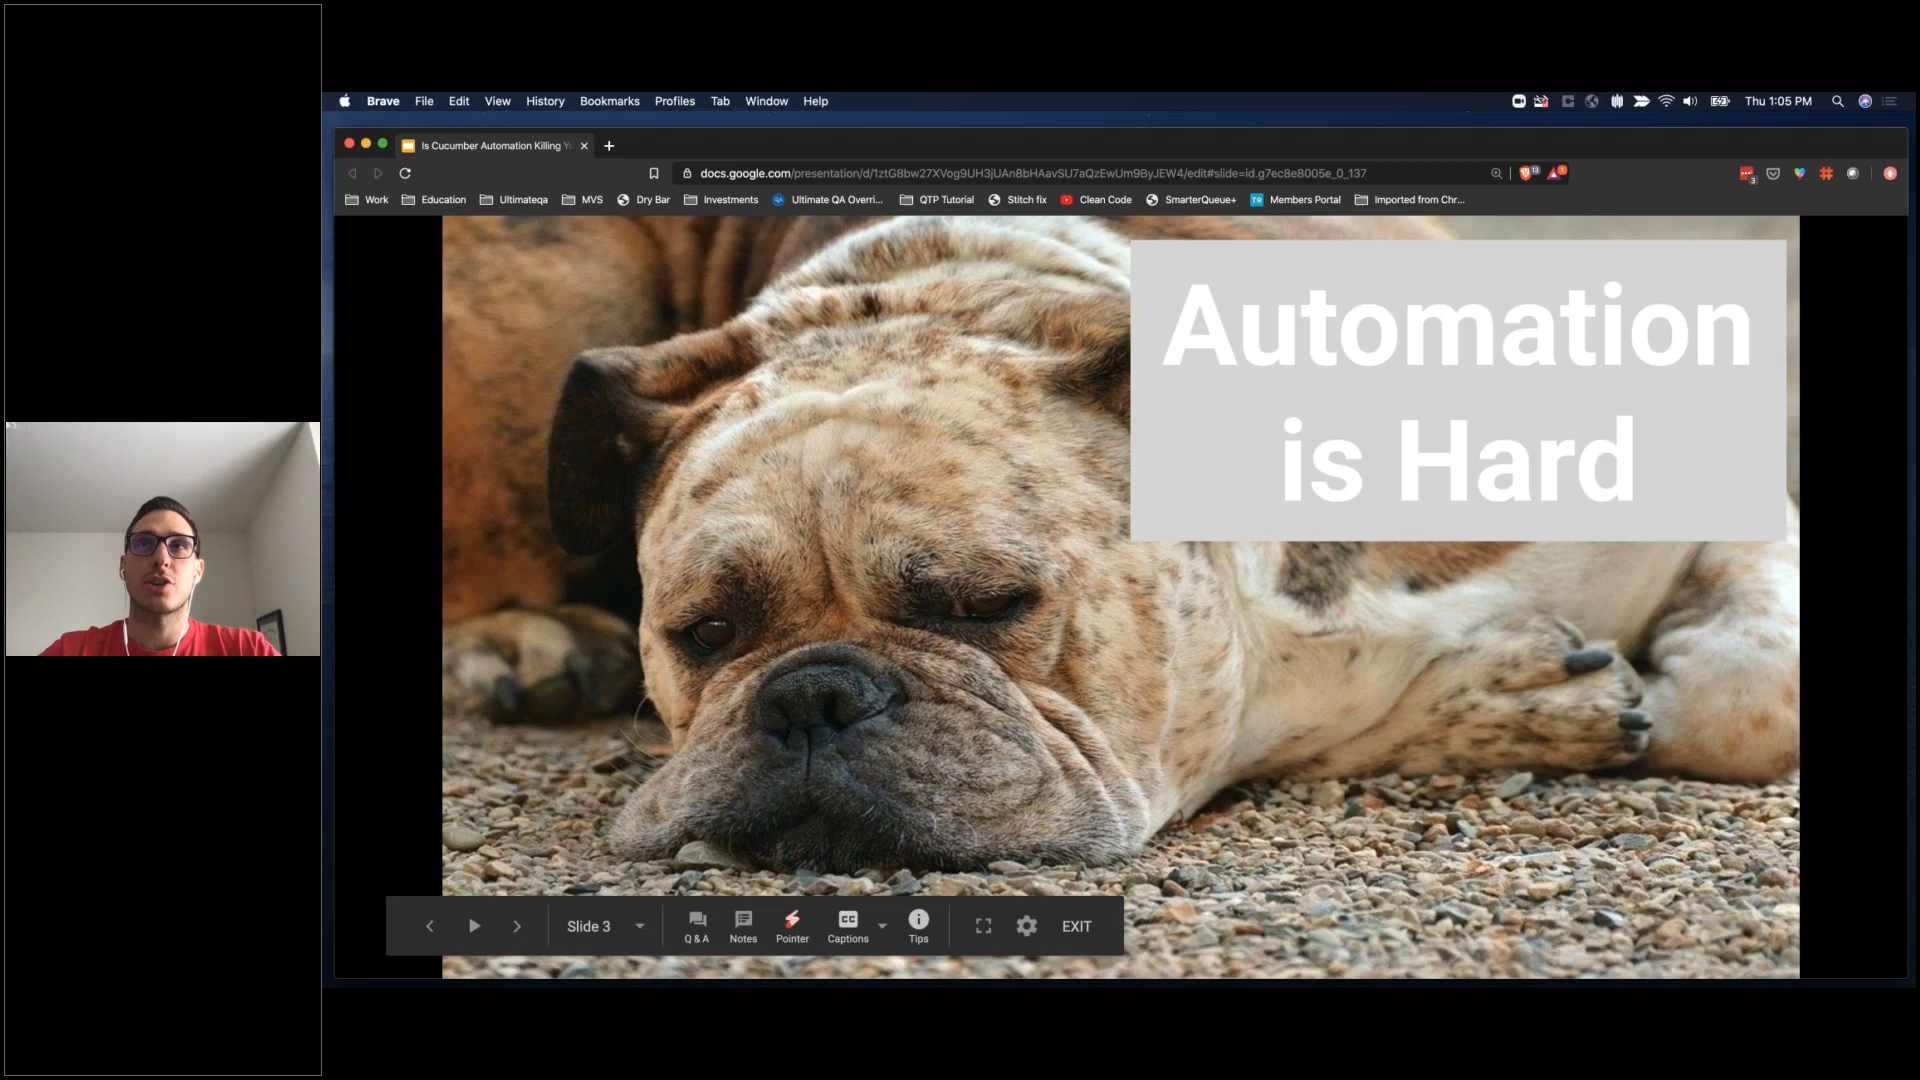 Brave File Edit View History Bookmarks Profiles Tab Window Help Thu 1:05 PM
Is Cucumber Automation Killing Y
docs.google.com/presentation/d/1ztG8bw27XVog9UH3jUAn8bHAavSU7aQzEwUm9ByJEW4/edit#slide=id.g7ec8e8005e_0_137
Work Education Ultimateqa MVS Dry Bar Investments Ultimate QA Overri... QTP Tutorial Stitch fix Clean Code SmarterQueue+ TR Members Portal Imported from Chr...
Automation
is Hard
Slide 3 Q & A Notes Pointer CC Captions Tips EXIT